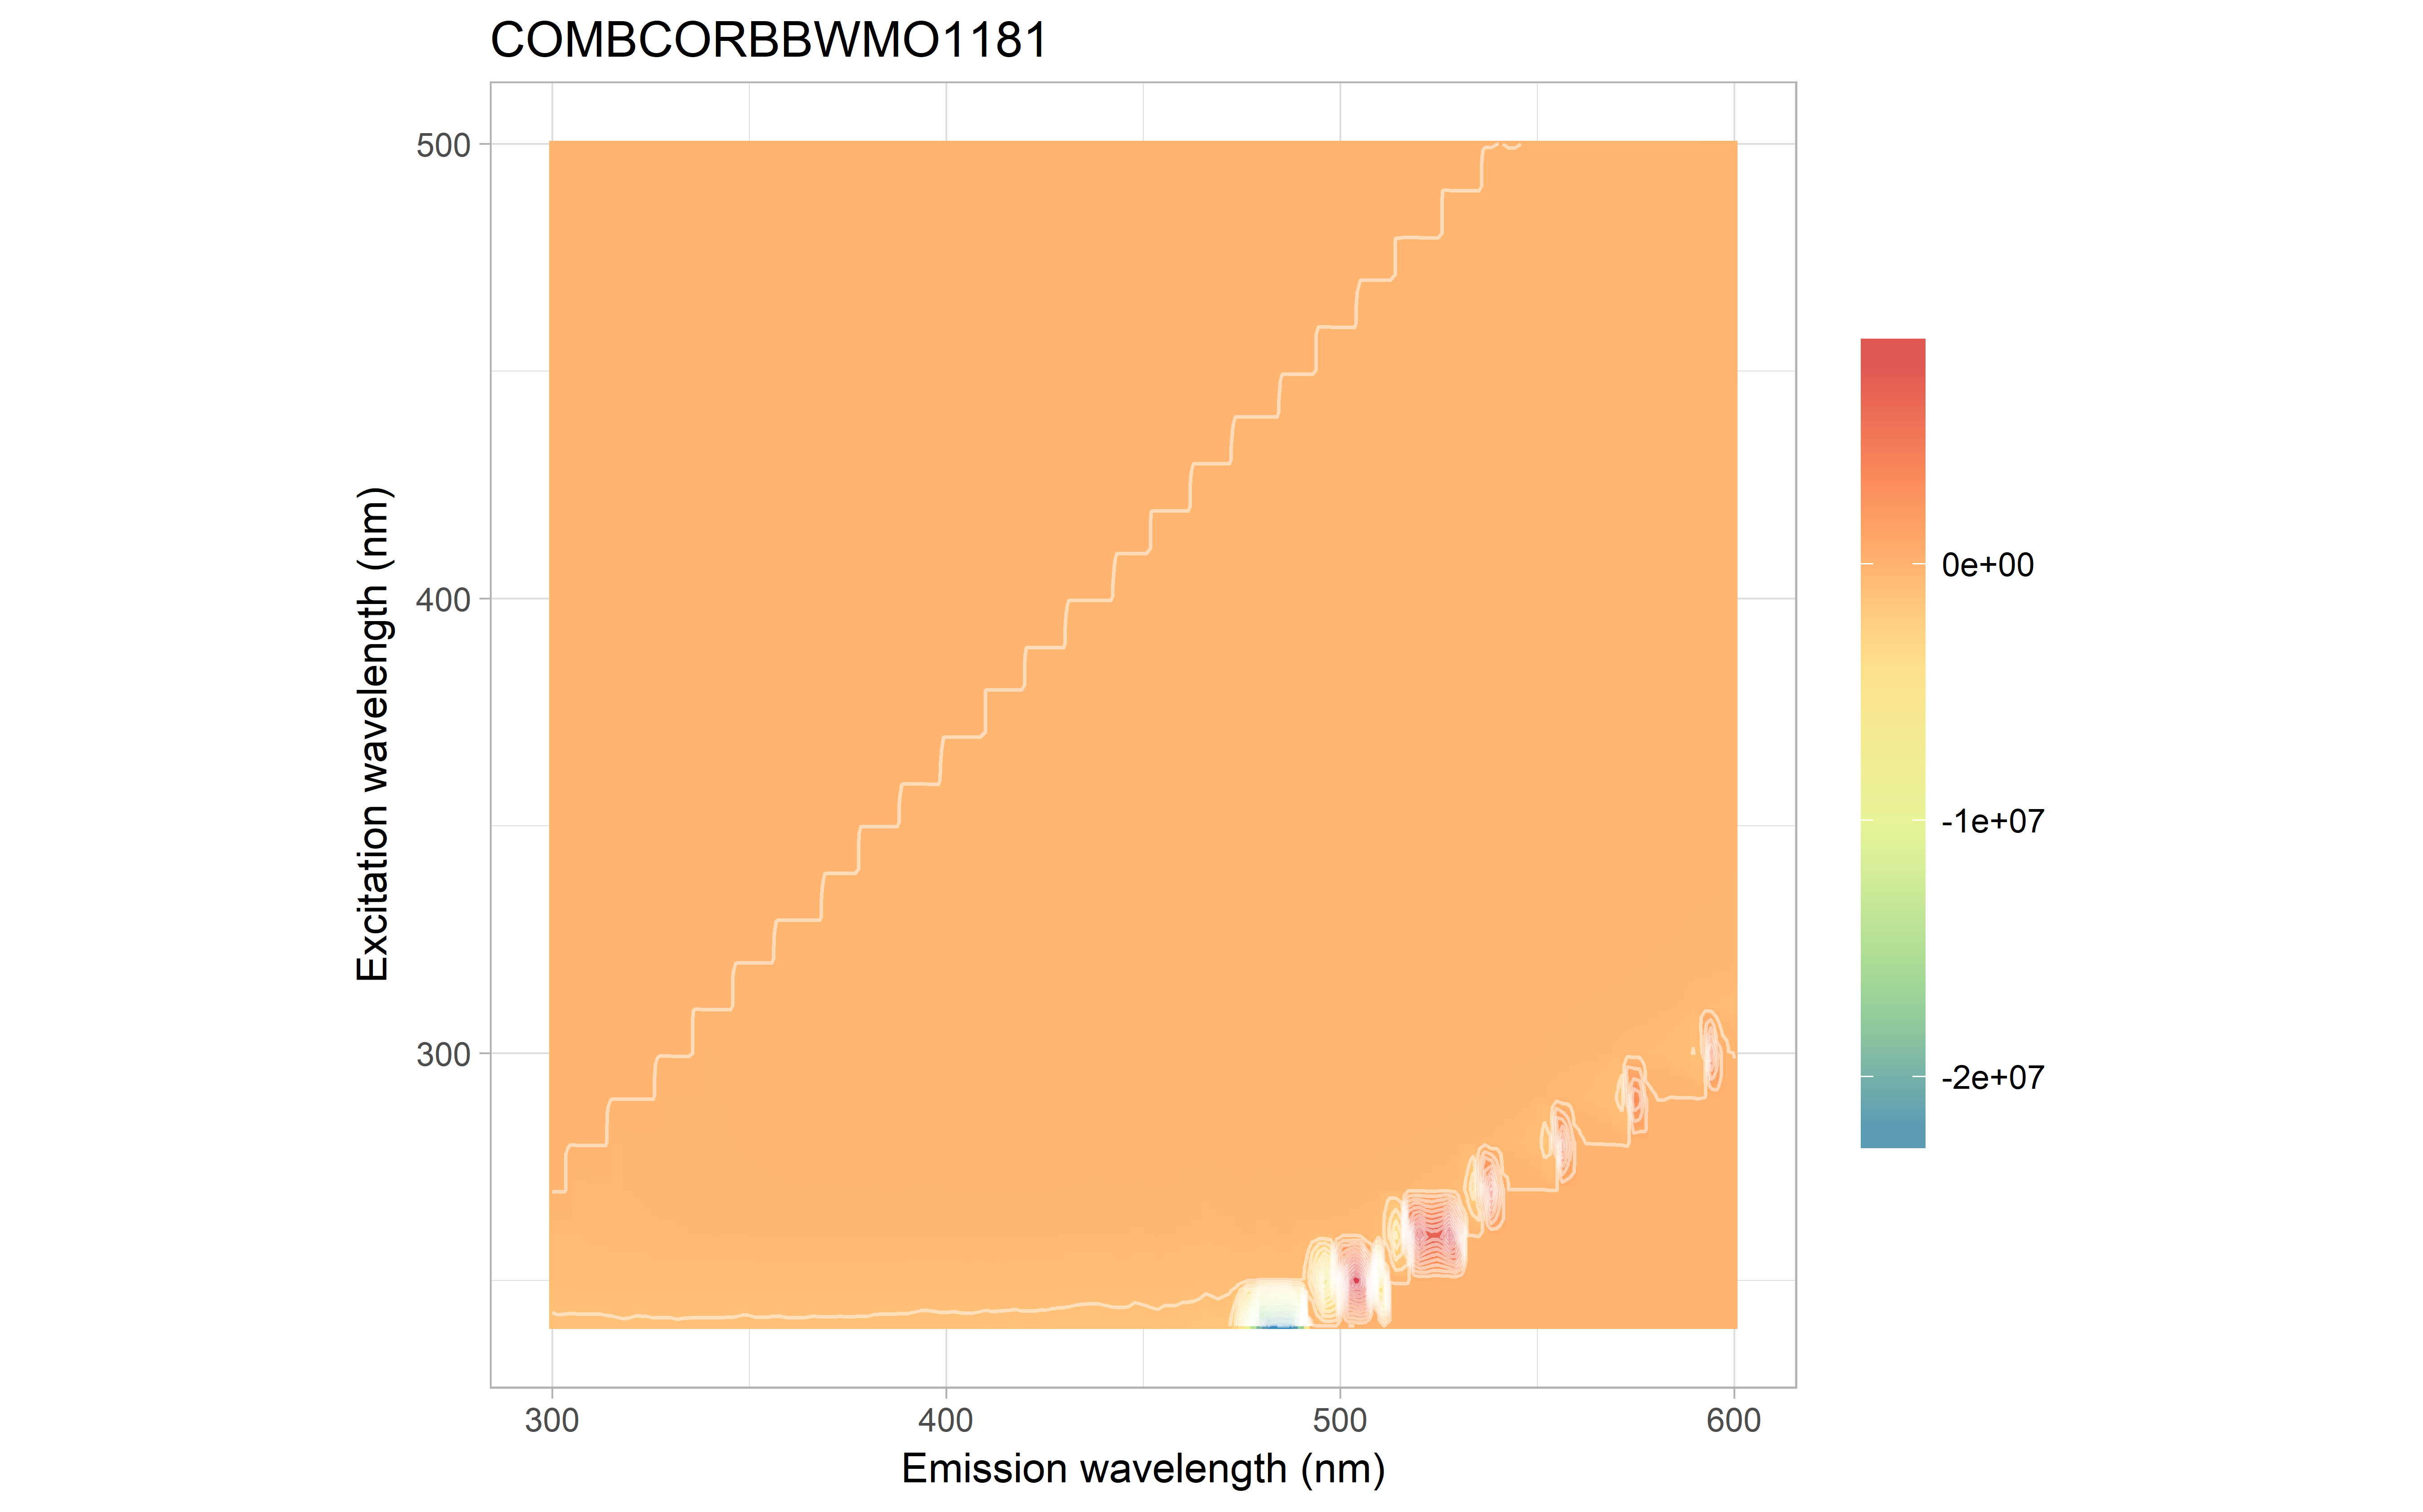 COMBCORBBWMO1181
500
400
300
Excitation wavelength (nm)
300 400 500 600
Emission wavelength (nm)
0e+00
-1e+07
-2e+07